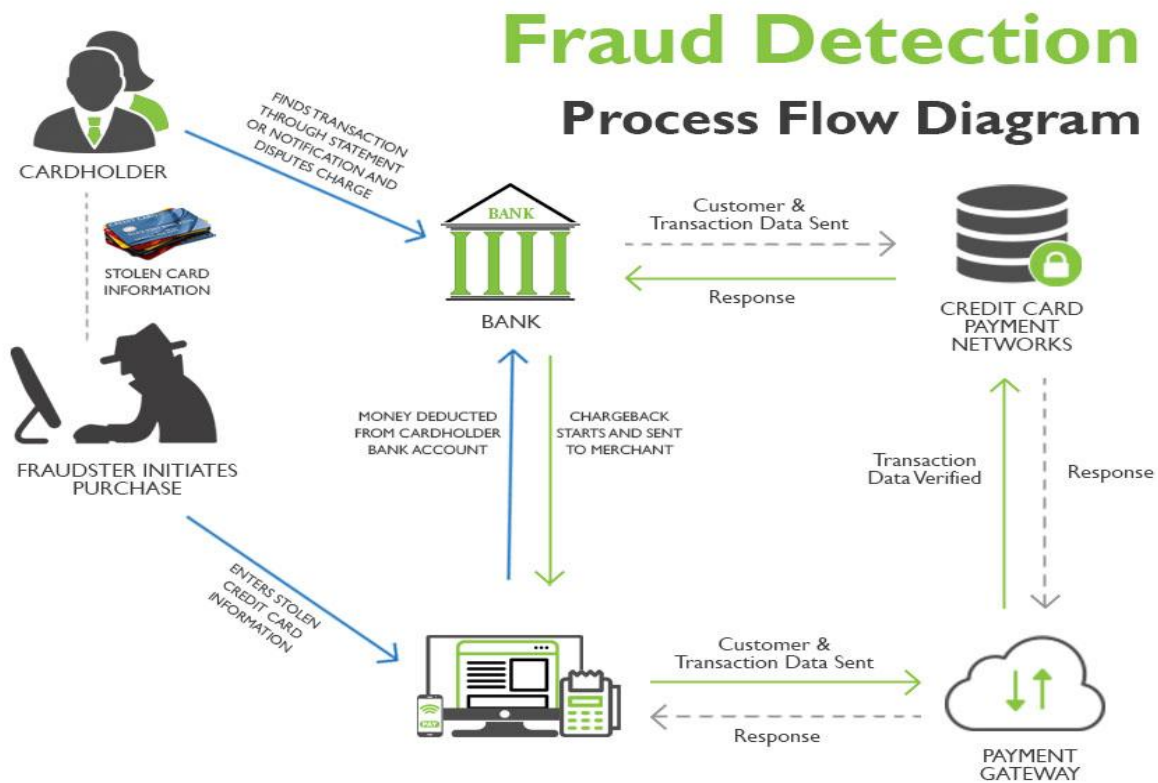 Fraud Detection
Process Flow Diagram
CARDHOLDER
FINDS TRANSACTION
THROUGH STATEMENT
OR NOTIFICATION AND
DISPUTES CHARGE
STOLEN CARD
INFORMATION
BANK
BANK
Customer &
Transaction Data Sent
Response
CREDIT CARD
PAYMENT
NETWORKS
FRAUDSTER INITIATES
PURCHASE
MONEY DEDUCTED
FROM CARDHOLDER
BANK ACCOUNT
CHARGEBACK
STARTS AND SENT
TO MERCHANT
Transaction
Data Verified
Response
ENTERS STOLEN
CREDIT CARD
INFORMATION
PAY
Customer &
Transaction Data Sent
Response
PAYMENT
GATEWAY